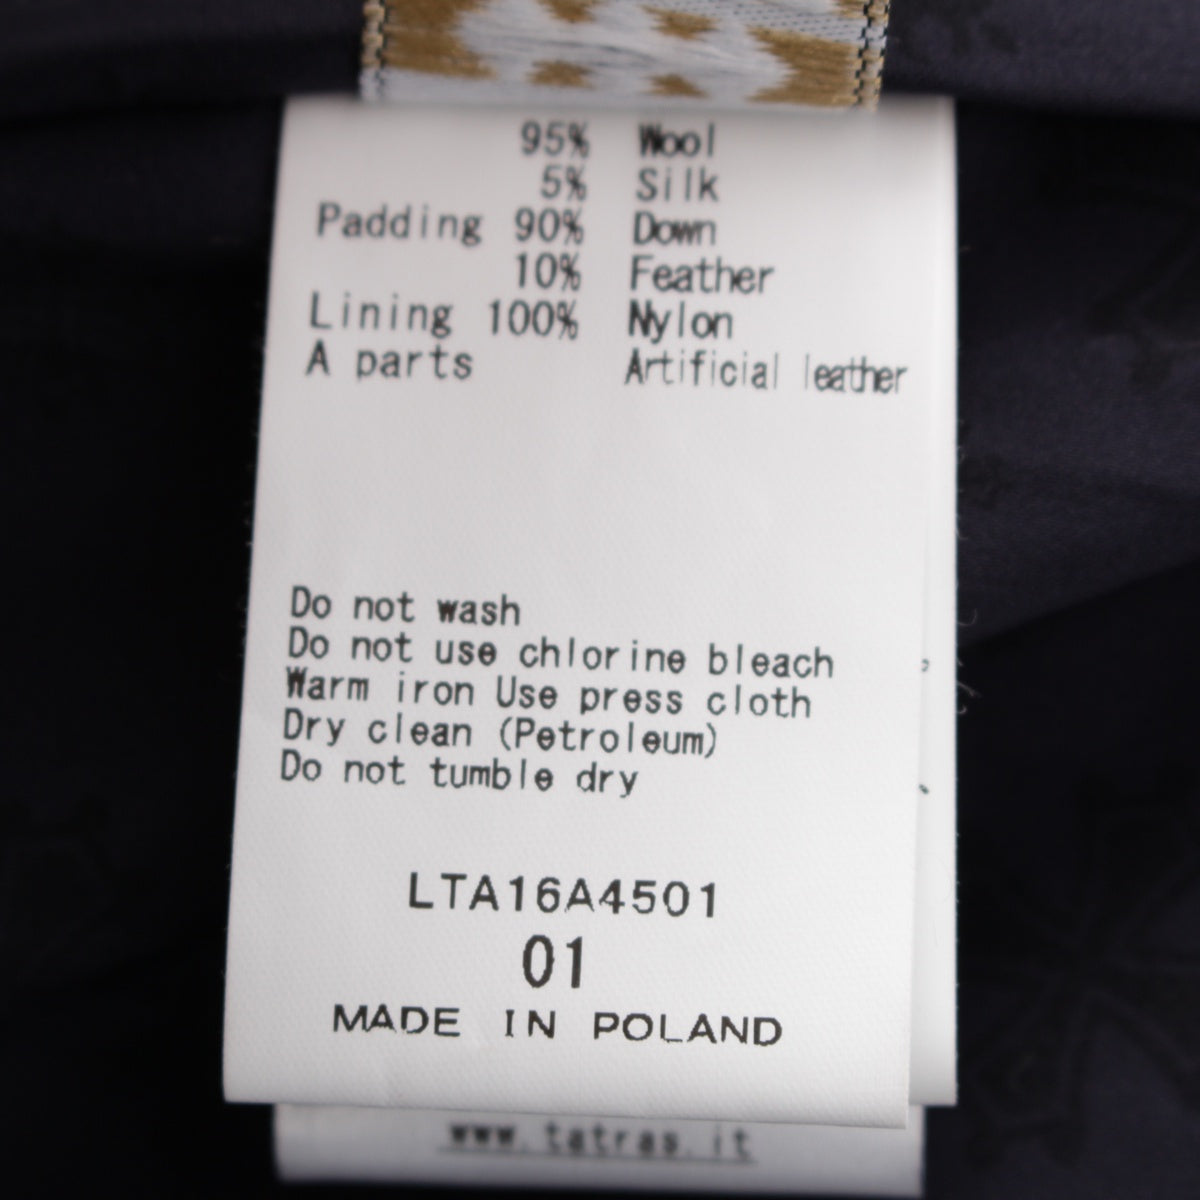 95% Wool
5% Silk
Padding 90% Down
10% Feather
Lining 100% Nylon
A parts Artificial leather
Do not wash
Do not use chlorine bleach
Warm iron Use press cloth
Dry clean (Petroleum)
Do not tumble dry
LTA16A4501
01
MADE IN POLAND
www.tatras.it